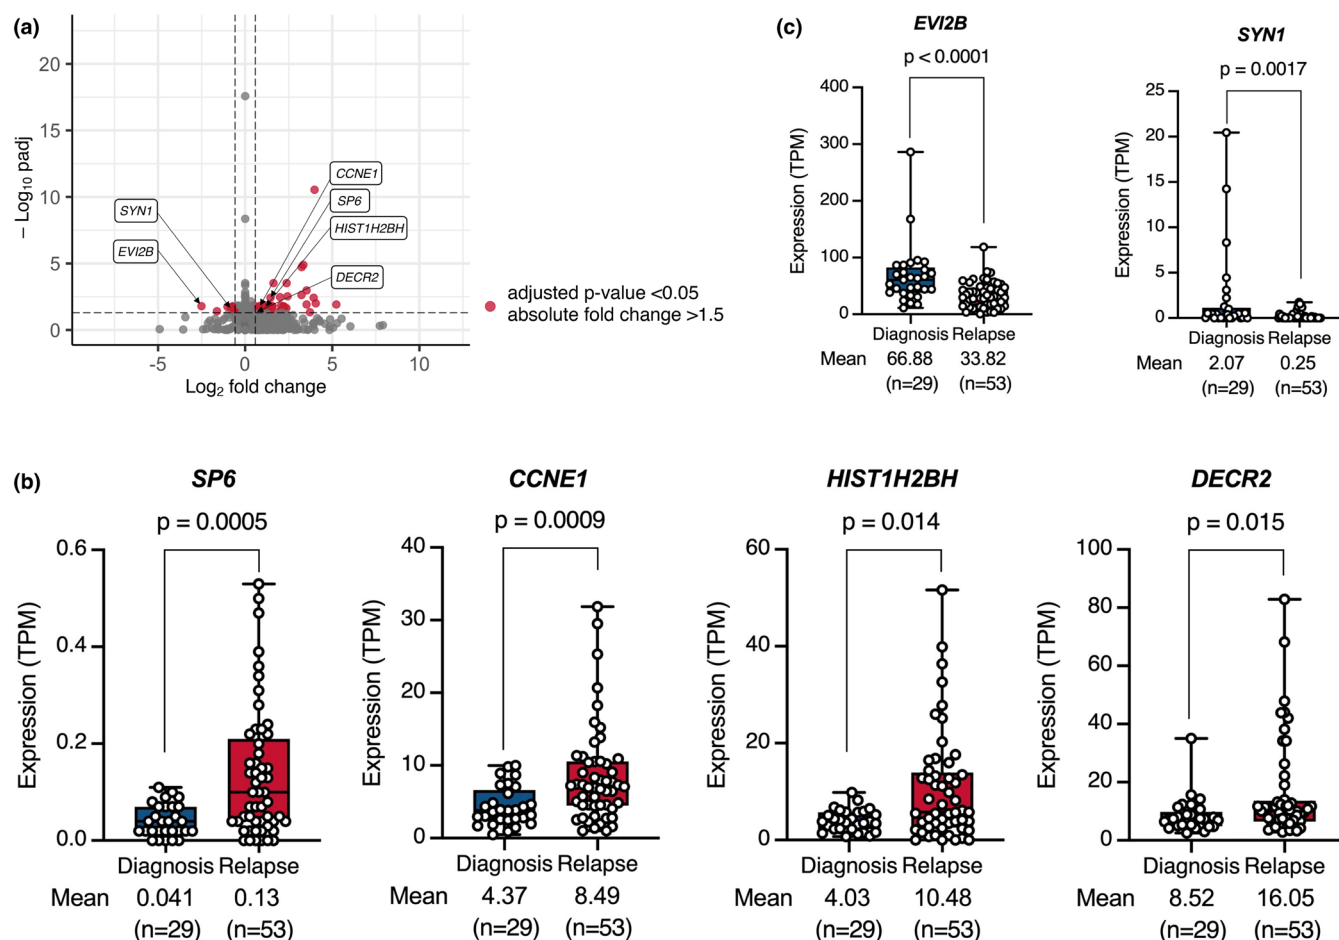 (a)
20
15
10
5
0
– Log10 padj
-5 0 5 10
Log2 fold change
SYN1
EVI2B
CCNE1
SP6
HIST1H2BH
DECR2
adjusted p-value <0.05
absolute fold change >1.5
(c)
EVI2B
p < 0.0001
Expression (TPM)
400
300
200
100
0
Diagnosis Relapse
Mean 66.88 33.82
(n=29) (n=53)
SYN1
p = 0.0017
Expression (TPM)
25
20
15
10
5
0
Diagnosis Relapse
Mean 2.07 0.25
(n=29) (n=53)
(b)
SP6
p = 0.0005
Expression (TPM)
0.6
0.4
0.2
0.0
Diagnosis Relapse
Mean 0.041 0.13
(n=29) (n=53)
CCNE1
p = 0.0009
Expression (TPM)
40
30
20
10
0
Diagnosis Relapse
Mean 4.37 8.49
(n=29) (n=53)
HIST1H2BH
p = 0.014
Expression (TPM)
60
40
20
0
Diagnosis Relapse
Mean 4.03 10.48
(n=29) (n=53)
DECR2
p = 0.015
Expression (TPM)
100
80
60
40
20
0
Diagnosis Relapse
Mean 8.52 16.05
(n=29) (n=53)